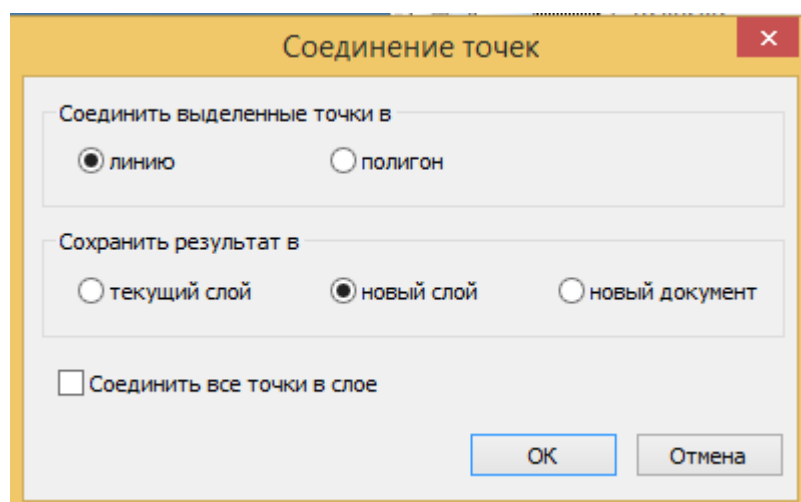 Соединение точек
Соединить выделенные точки в
линию полигон
Сохранить результат в
текущий слой новый слой новый документ
Соединить все точки в слое
ОК Отмена